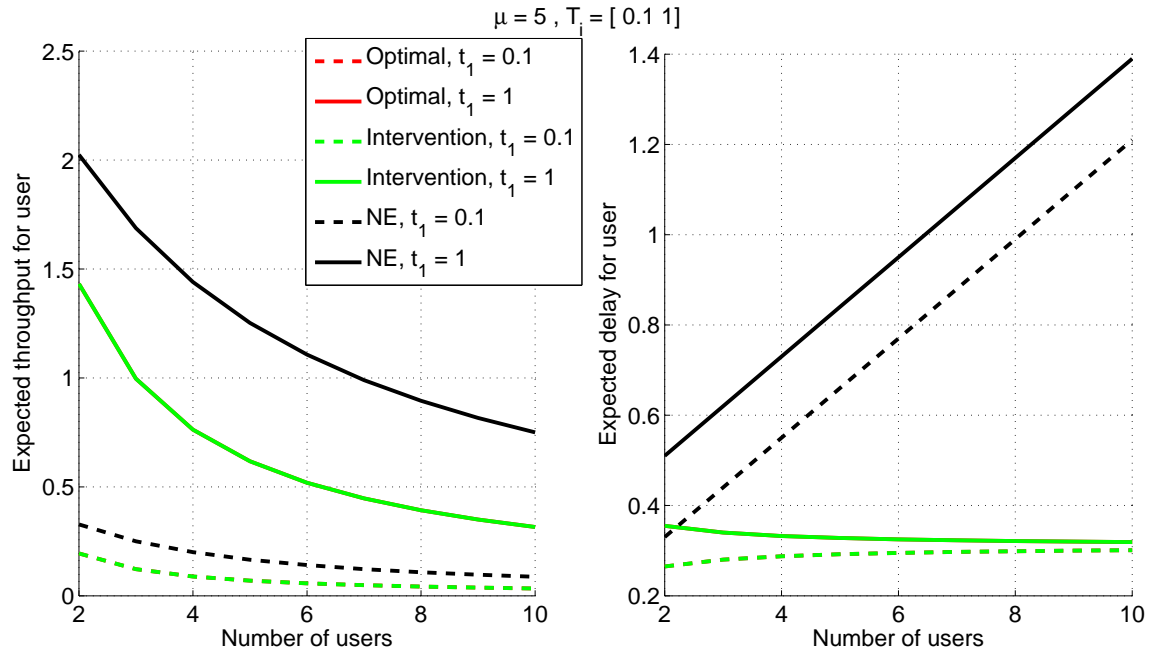 μ = 5 , T_i = [ 0.1 1]
Expected throughput for user
2.5
2
1.5
1
0.5
0
2 4 6 8 10
Number of users
Optimal, t_1 = 0.1
Optimal, t_1 = 1
Intervention, t_1 = 0.1
Intervention, t_1 = 1
NE, t_1 = 0.1
NE, t_1 = 1
Expected delay for user
1.4
1.2
1
0.8
0.6
0.4
0.2
2 4 6 8 10
Number of users